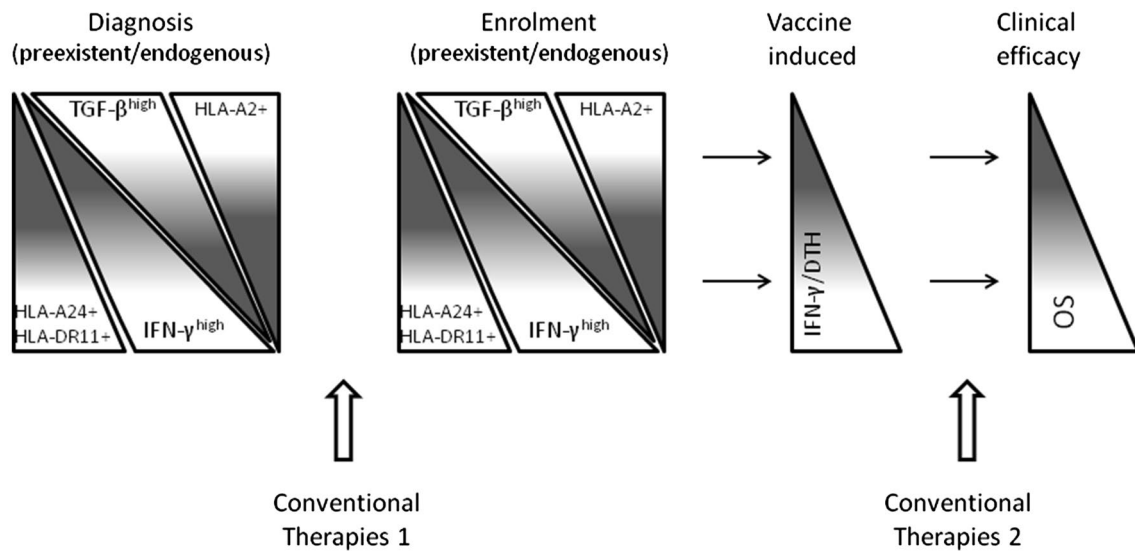 Diagnosis
(preexistent/endogenous)
Enrolment
(preexistent/endogenous)
Vaccine
induced
Clinical
efficacy
TGF-βhigh
HLA-A2+
HLA-A24+
HLA-DR11+
IFN-γhigh
TGF-βhigh
HLA-A2+
HLA-A24+
HLA-DR11+
IFN-γhigh
IFN-γ/DTH
OS
Conventional
Therapies 1
Conventional
Therapies 2